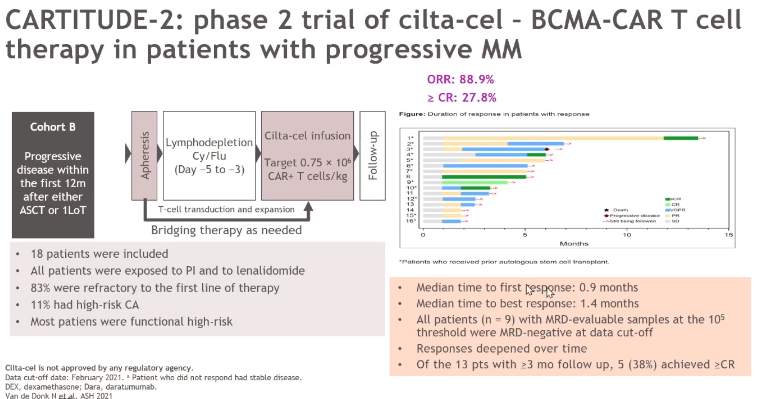 CARTITUDE-2: phase 2 trial of cilta-cel – BCMA-CAR T cell
therapy in patients with progressive MM
ORR: 88.9%
≥ CR: 27.8%
Cohort B
Progressive
disease within
the first 12m
after either
ASCT or 1LoT
Apheresis
Lymphodepletion
Cy/Flu
(Day −5 to −3)
Cilta-cel infusion
Target 0.75 × 10⁶
CAR+ T cells/kg
Follow-up
T-cell transduction and expansion
Bridging therapy as needed
Figure: Duration of response in patients with response
1*
2*
3*
4*
5*
6*
7*
8
9*
10*
11
12*
13*
14
15*
16*
sCR
CR
Death
VGPR
Progressive disease
PR
Still being followed
SD
0
5
10
15
Months
*Patients who received prior autologous stem cell transplant.
• 18 patients were included
• All patients were exposed to PI and to lenalidomide
• 83% were refractory to the first line of therapy
• 11% had high-risk CA
• Most patiens were functional high-risk
• Median time to first response: 0.9 months
• Median time to best response: 1.4 months
• All patients (n = 9) with MRD-evaluable samples at the 10⁵
threshold were MRD-negative at data cut-off
• Responses deepened over time
• Of the 13 pts with ≥3 mo follow up, 5 (38%) achieved ≥CR
Cilta-cel is not approved by any regulatory agency.
Data cut-off date: February 2021. ᵃ Patient who did not respond had stable disease.
DEX, dexamethasone; Dara, daratumumab.
Van de Donk N et al. ASH 2021